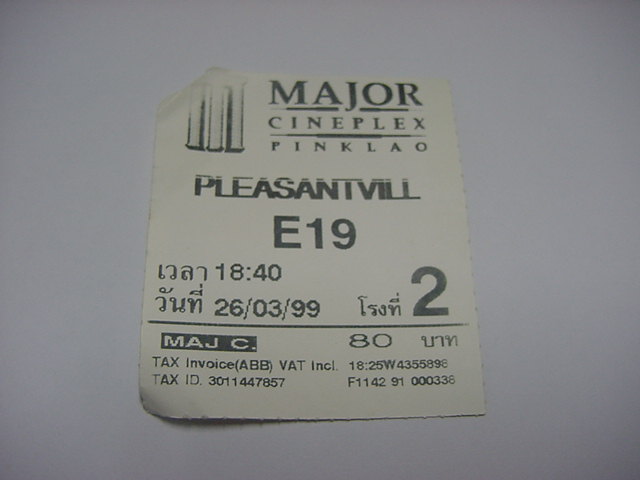 MAJOR
CINEPLEX
PINKLAO
PLEASANTVILL
E19
เวลา 18:40
วันที่ 26/03/99 โรงที่ 2
MAJ C. 80 บาท
TAX Invoice(ABB) VAT Incl. 18:25W4355898
TAX ID. 3011447857 F1142 91 000338